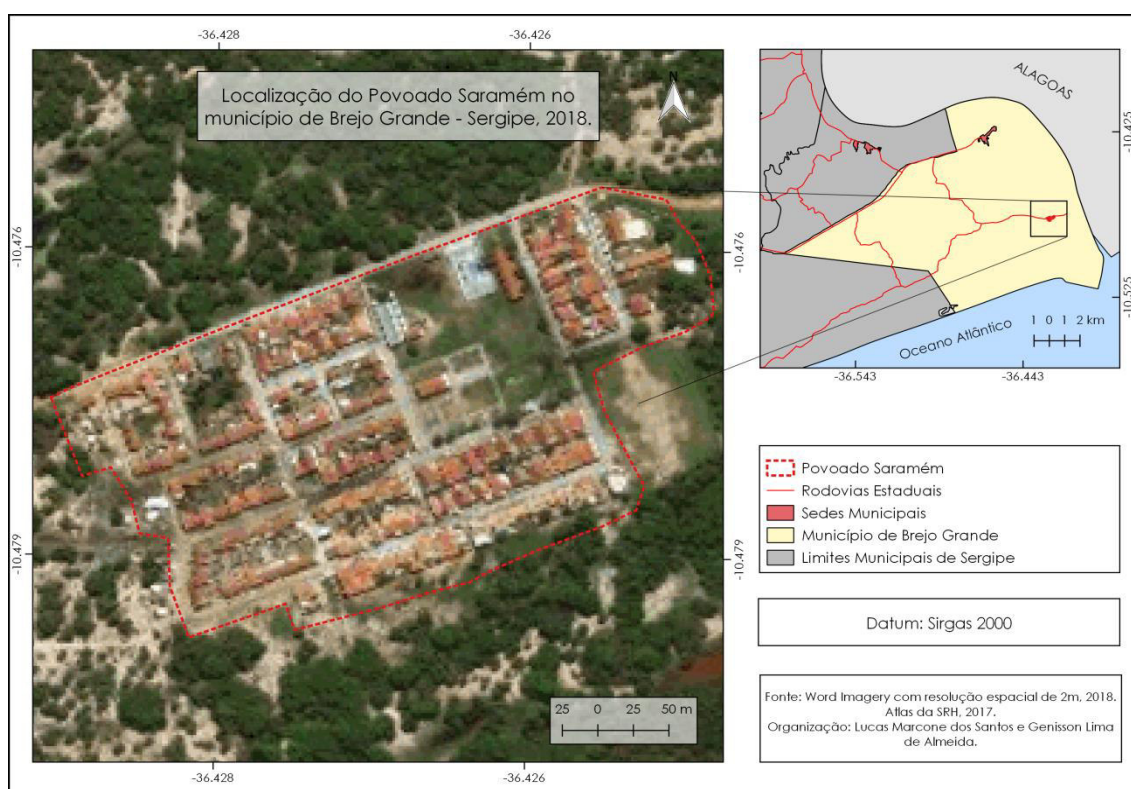 -36.428
-36.426
Localização do Povoado Saramém no
município de Brejo Grande - Sergipe, 2018.
N
-10.476
-10.476
-10.479
-10.479
25 0 25 50 m
-36.428
-36.426
ALAGOAS
-10.425
-10.525
1 0 1 2 km
Oceano Atlântico
-36.543
-36.443
Povoado Saramém
Rodovias Estaduais
Sedes Municipais
Município de Brejo Grande
Limites Municipais de Sergipe
Datum: Sirgas 2000
Fonte: Word Imagery com resolução espacial de 2m, 2018.
Atlas da SRH, 2017.
Organização: Lucas Marcone dos Santos e Genisson Lima
de Almeida.